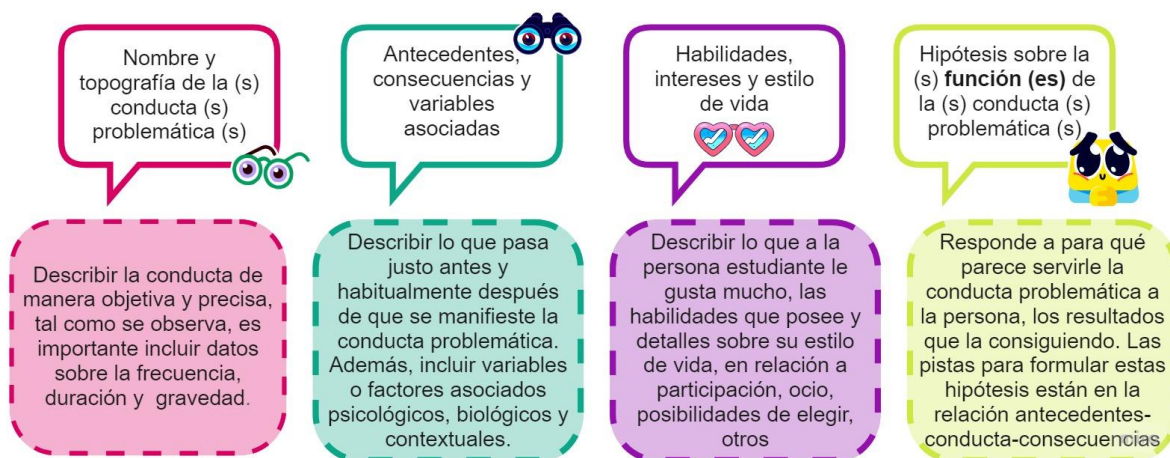 Nombre y
topografía de la (s)
conducta (s)
problemática (s)
Antecedentes,
consecuencias y
variables
asociadas
Habilidades,
intereses y estilo
de vida
Hipótesis sobre la
(s) función (es) de
la (s) conducta (s)
problemática (s)
Describir la conducta de
manera objetiva y precisa,
tal como se observa, es
importante incluir datos
sobre la frecuencia,
duración y gravedad.
Describir lo que pasa
justo antes y
habitualmente después
de que se manifieste la
conducta problemática.
Además, incluir variables
o factores asociados
psicológicos, biológicos y
contextuales.
Describir lo que a la
persona estudiante le
gusta mucho, las
habilidades que posee y
detalles sobre su estilo
de vida, en relación a
participación, ocio,
posibilidades de elegir,
otros
Responde a para qué
parece servirle la
conducta problemática a
la persona, los resultados
que la consiguiendo. Las
pistas para formular estas
hipótesis están en la
relación antecedentes-
conducta-consecuencias